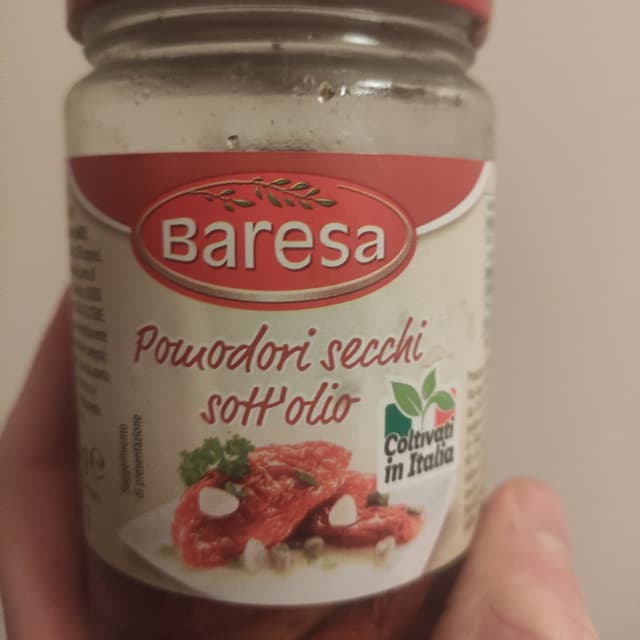 Baresa
Pomodori secchi
sott'olio
Coltivati
in Italia
Suggerimento
di presentazione